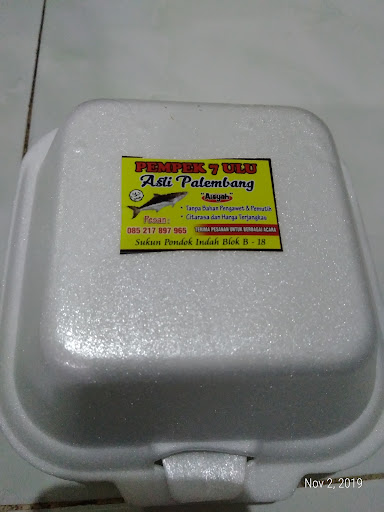 PEMPEK 7 ULU
Asli Palembang
"Aisyah"
• Tanpa Bahan Pengawet & Pemutih
• Citarasa dan Harga Terjangkau
Pesan:
085 217 897 965
TERIMA PESANAN UNTUK BERBAGAI ACARA
Sukun Pondok Indah Blok B - 18
Nov 2, 2019